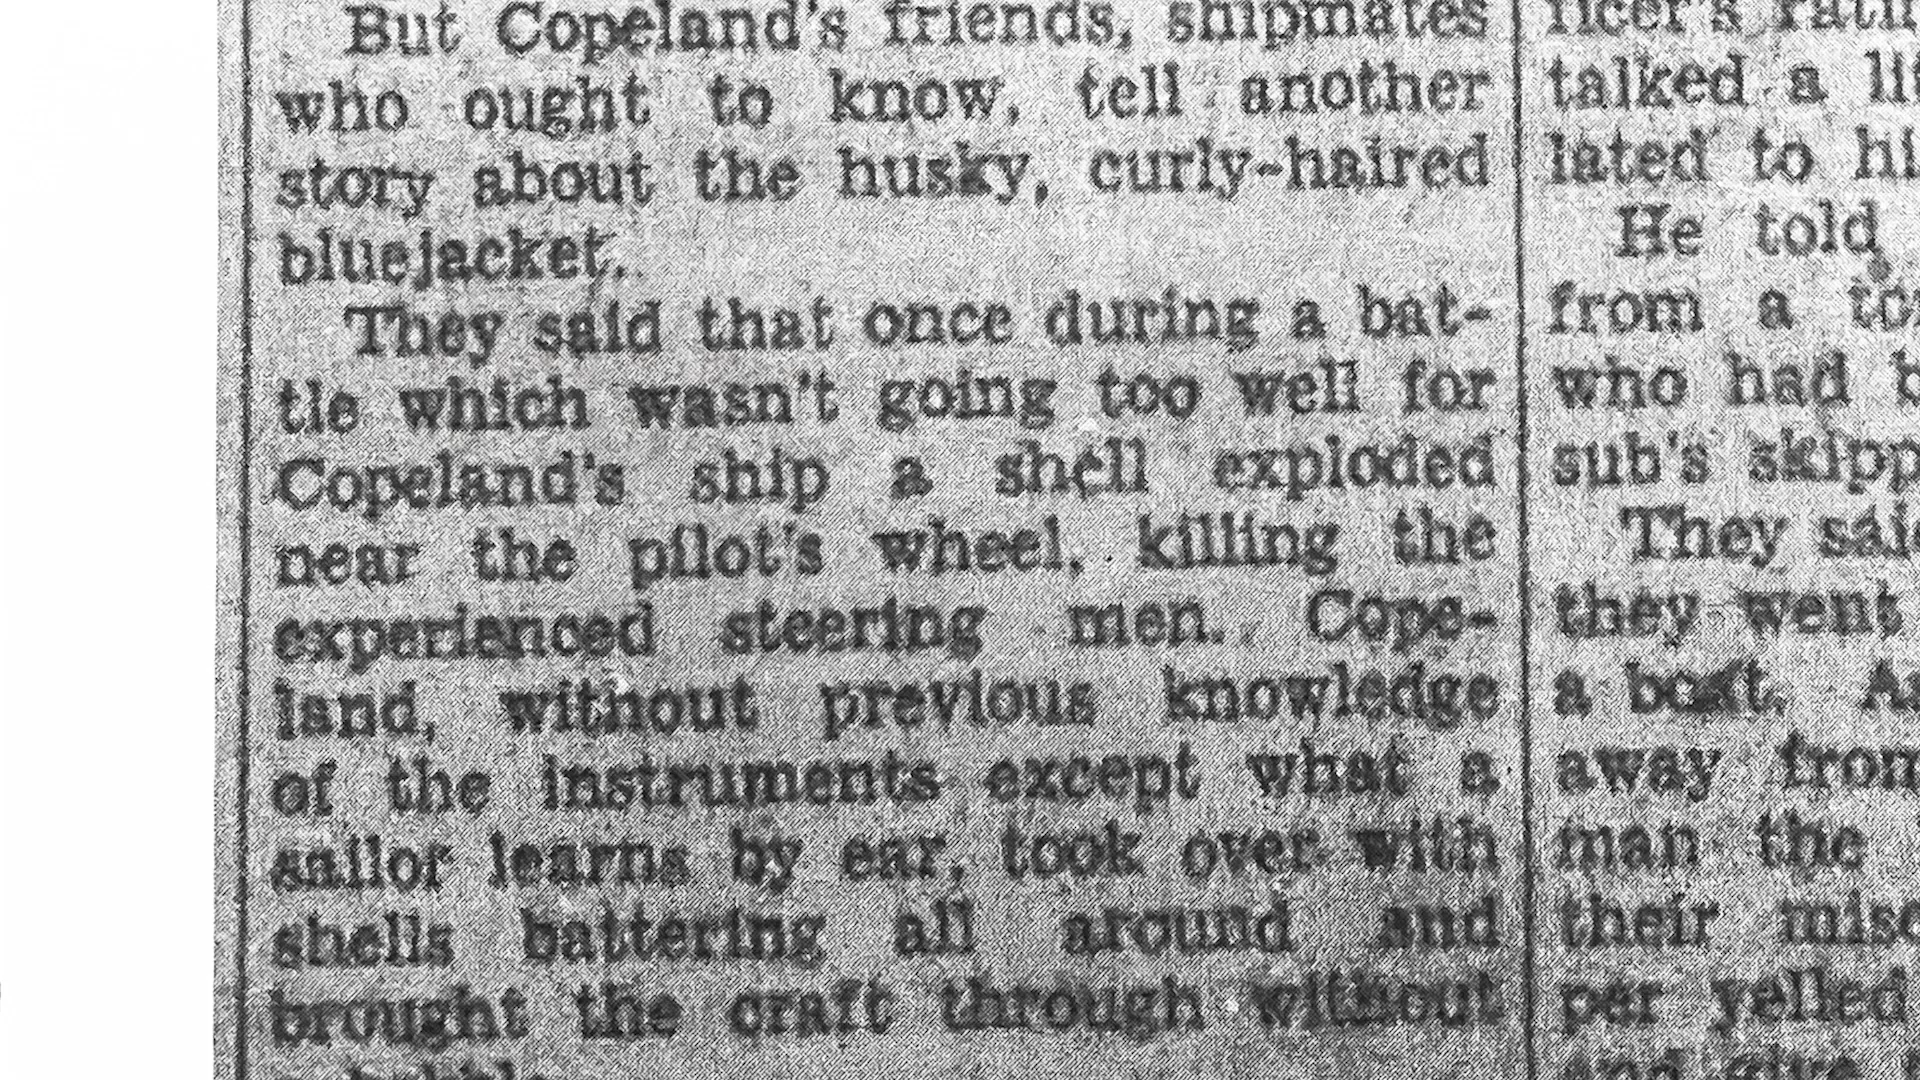 But Copeland's friends, shipmates
who ought to know, tell another
story about the husky, curly-haired
bluejacket.
They said that once during a bat-
tle which wasn't going too well for
Copeland's ship a shell exploded
near the pilot's wheel, killing the
experienced steering men. Cope-
land, without previous knowledge
of the instruments except what a
sailor learns by ear, took over with
shells battering all around and
brought the craft through without
ficer's
talked a
lated to
He told
from a
who had
sub's
They
they went
a boat.
away from
man the
their
per yelled